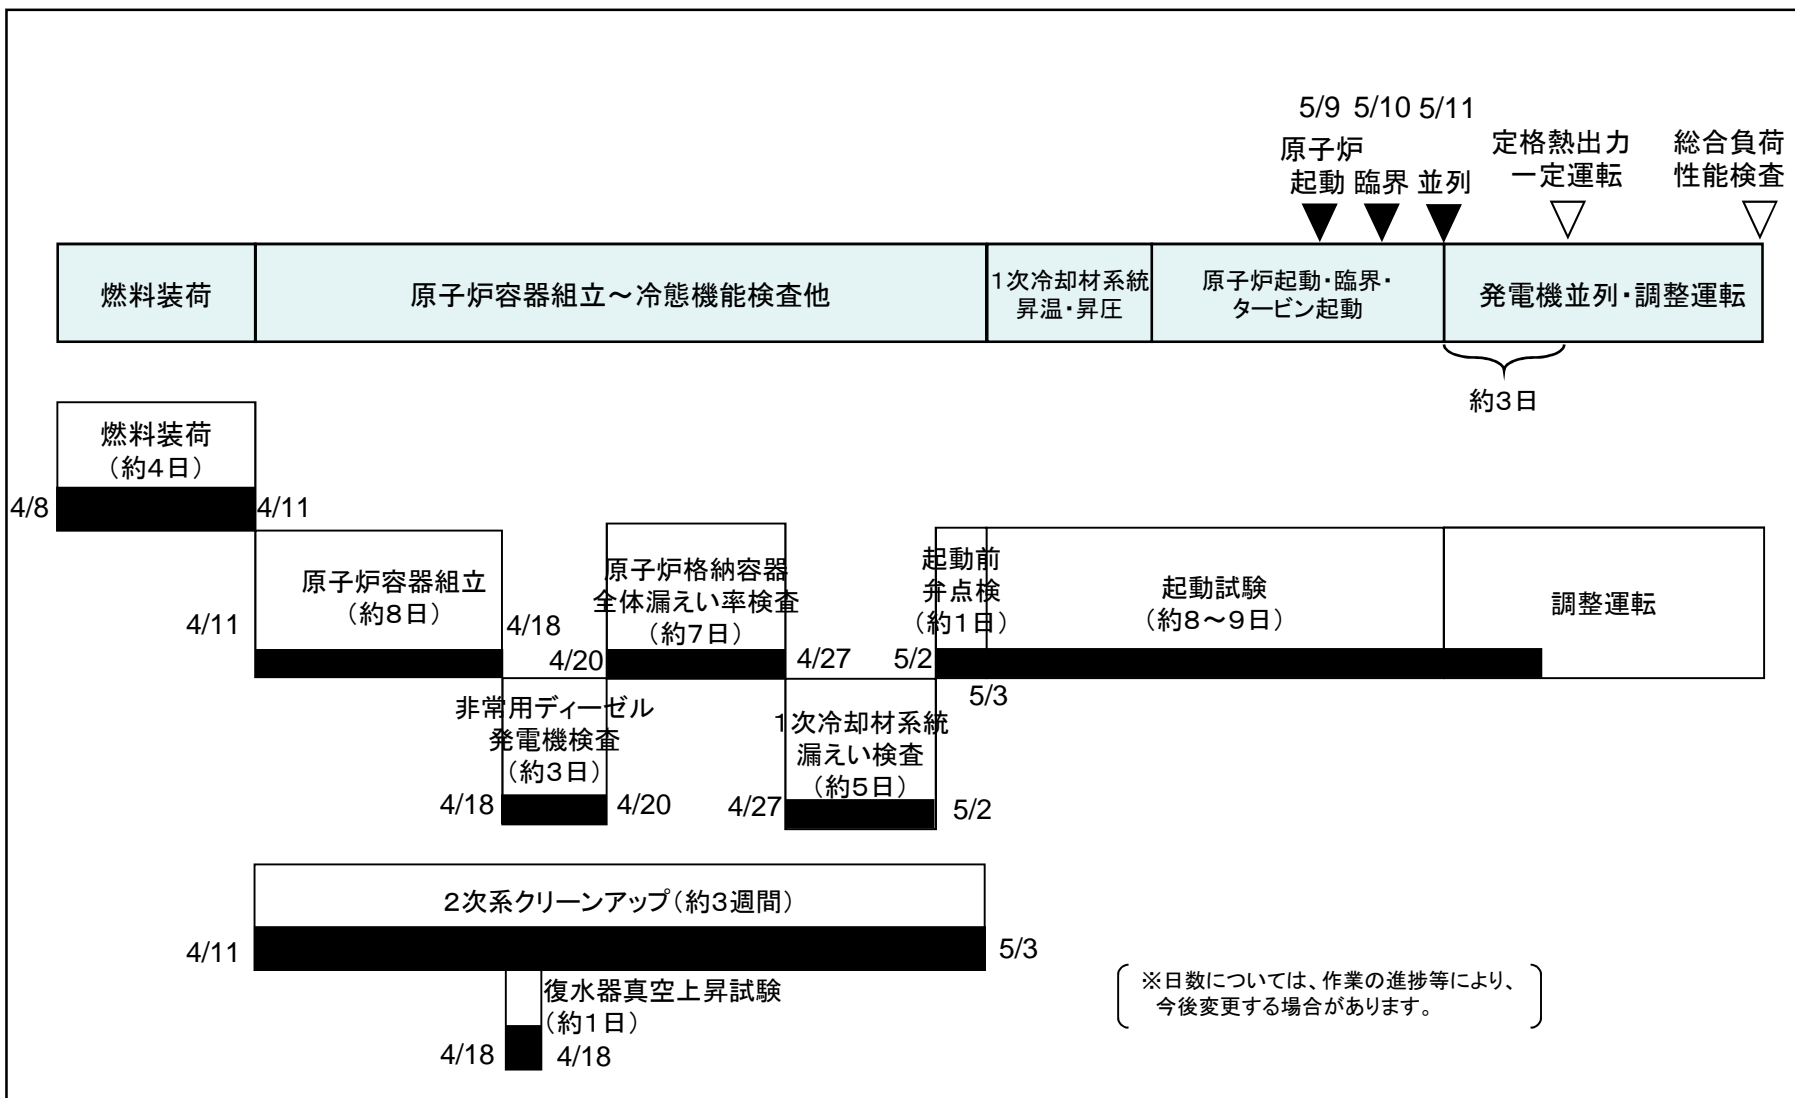 5/9 5/10 5/11
原子炉
起動 臨界 並列
定格熱出力
一定運転
総合負荷
性能検査
燃料装荷
原子炉容器組立～冷態機能検査他
1次冷却材系統
昇温・昇圧
原子炉起動・臨界・
タービン起動
発電機並列・調整運転
約3日
燃料装荷
（約4日）
4/8
4/11
原子炉容器組立
（約8日）
4/11
4/18
非常用ディーゼル
発電機検査
（約3日）
4/18
4/20
原子炉格納容器
全体漏えい率検査
（約7日）
4/20
4/27
1次冷却材系統
漏えい検査
（約5日）
4/27
5/2
起動前
弁点検
（約1日）
5/2
5/3
起動試験
（約8～9日）
調整運転
2次系クリーンアップ（約3週間）
4/11
5/3
復水器真空上昇試験
（約1日）
4/18
4/18
※日数については、作業の進捗等により、
今後変更する場合があります。